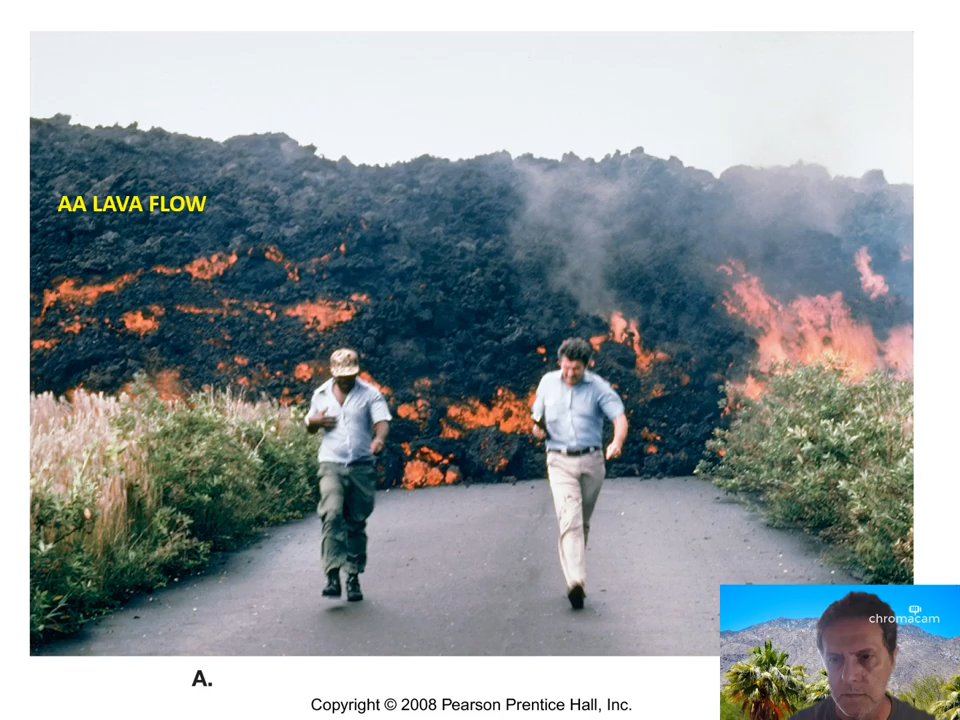 AA LAVA FLOW
chromacam
A.
Copyright © 2008 Pearson Prentice Hall, Inc.